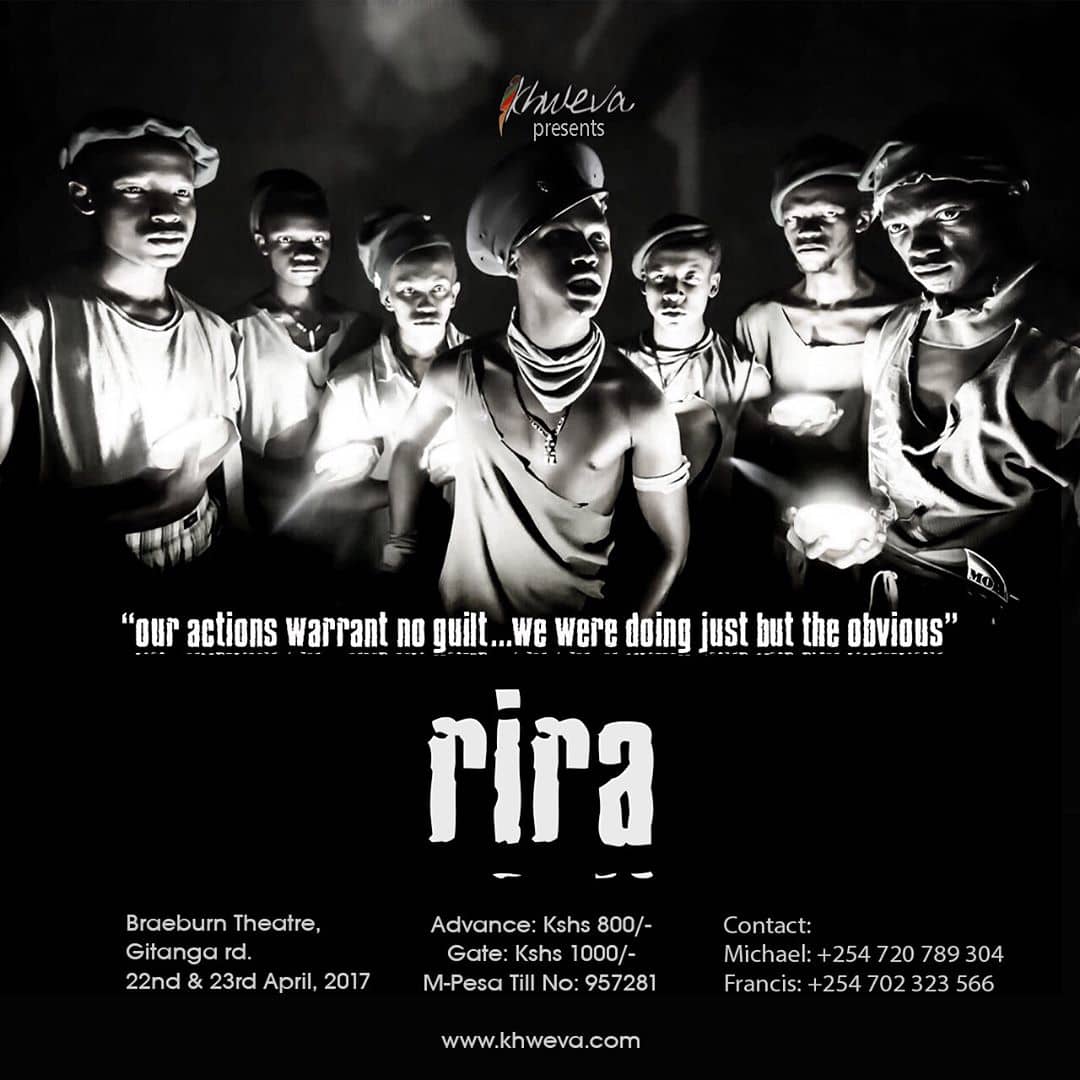 khweva
presents
“our actions warrant no guilt...we were doing just but the obvious”
rira
Braeburn Theatre,
Gitanga rd.
22nd & 23rd April, 2017
Advance: Kshs 800/-
Gate: Kshs 1000/-
M-Pesa Till No: 957281
Contact:
Michael: +254 720 789 304
Francis: +254 702 323 566
www.khweva.com